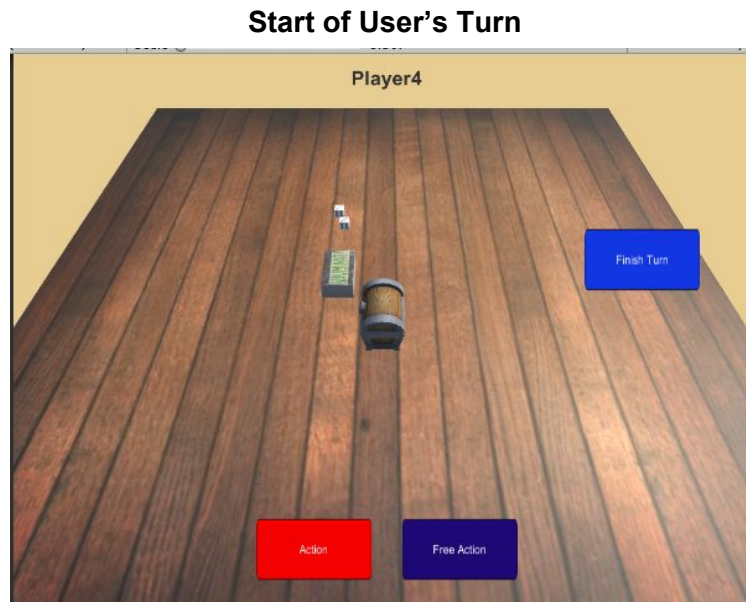 Start of User’s Turn
Player4
Finish Turn
Action
Free Action